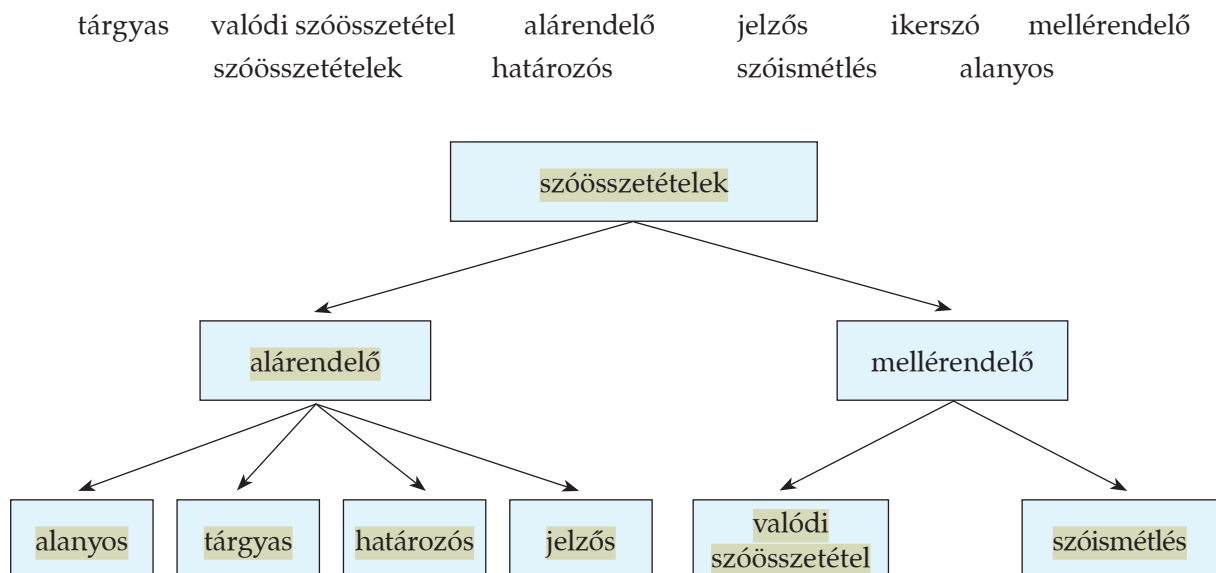 tárgyas valódi szóösszetétel alárendelő jelzős ikerszó mellérendelő
szóösszetételek határozós szóismétlés alanyos
szóösszetételek
alárendelő mellérendelő
alanyos tárgyas határozós jelzős valódi
szóösszetétel szóismétlés